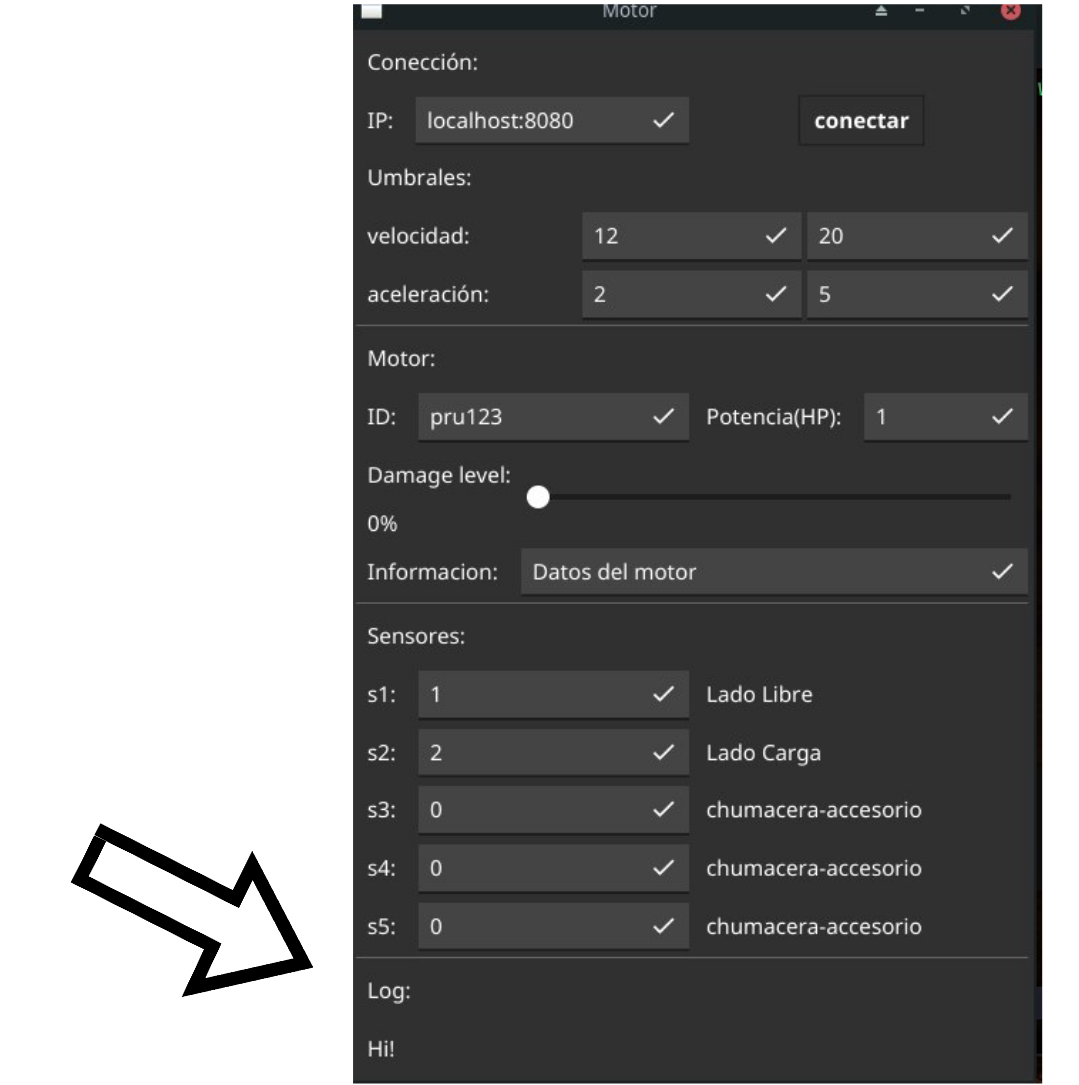 Motor
Conección:
IP: localhost:8080 conectar
Umbrales:
velocidad: 12 20
aceleración: 2 5
Motor:
ID: pru123 Potencia(HP): 1
Damage level:
0%
Informacion: Datos del motor
Sensores:
s1: 1 Lado Libre
s2: 2 Lado Carga
s3: 0 chumacera-accesorio
s4: 0 chumacera-accesorio
s5: 0 chumacera-accesorio
Log:
Hi!